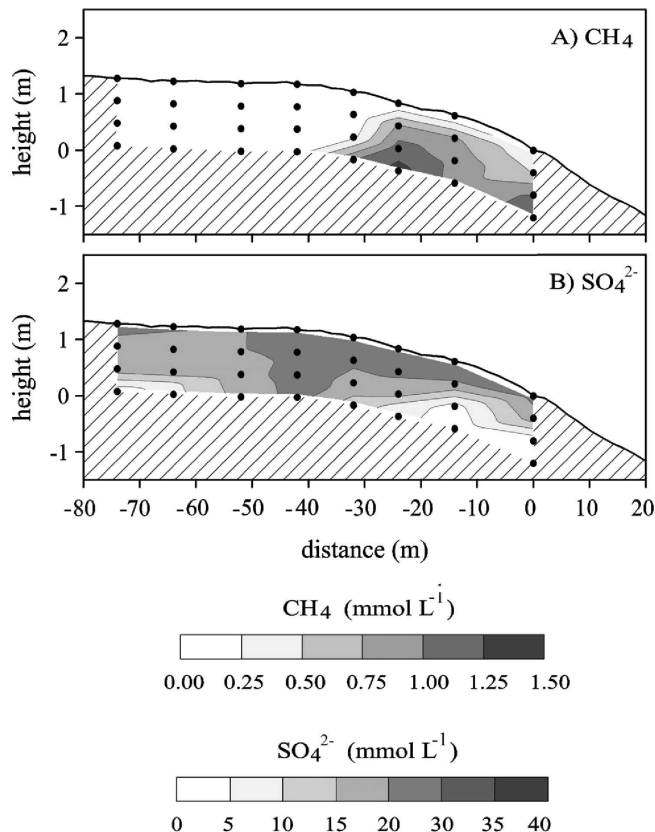 A) CH4
height (m)
2
1
0
-1
B) SO4 2-
height (m)
2
1
0
-1
-80 -70 -60 -50 -40 -30 -20 -10 0 10 20
distance (m)
CH4 (mmol L-1)
0.00 0.25 0.50 0.75 1.00 1.25 1.50
SO4 2- (mmol L-1)
0 5 10 15 20 30 35 40